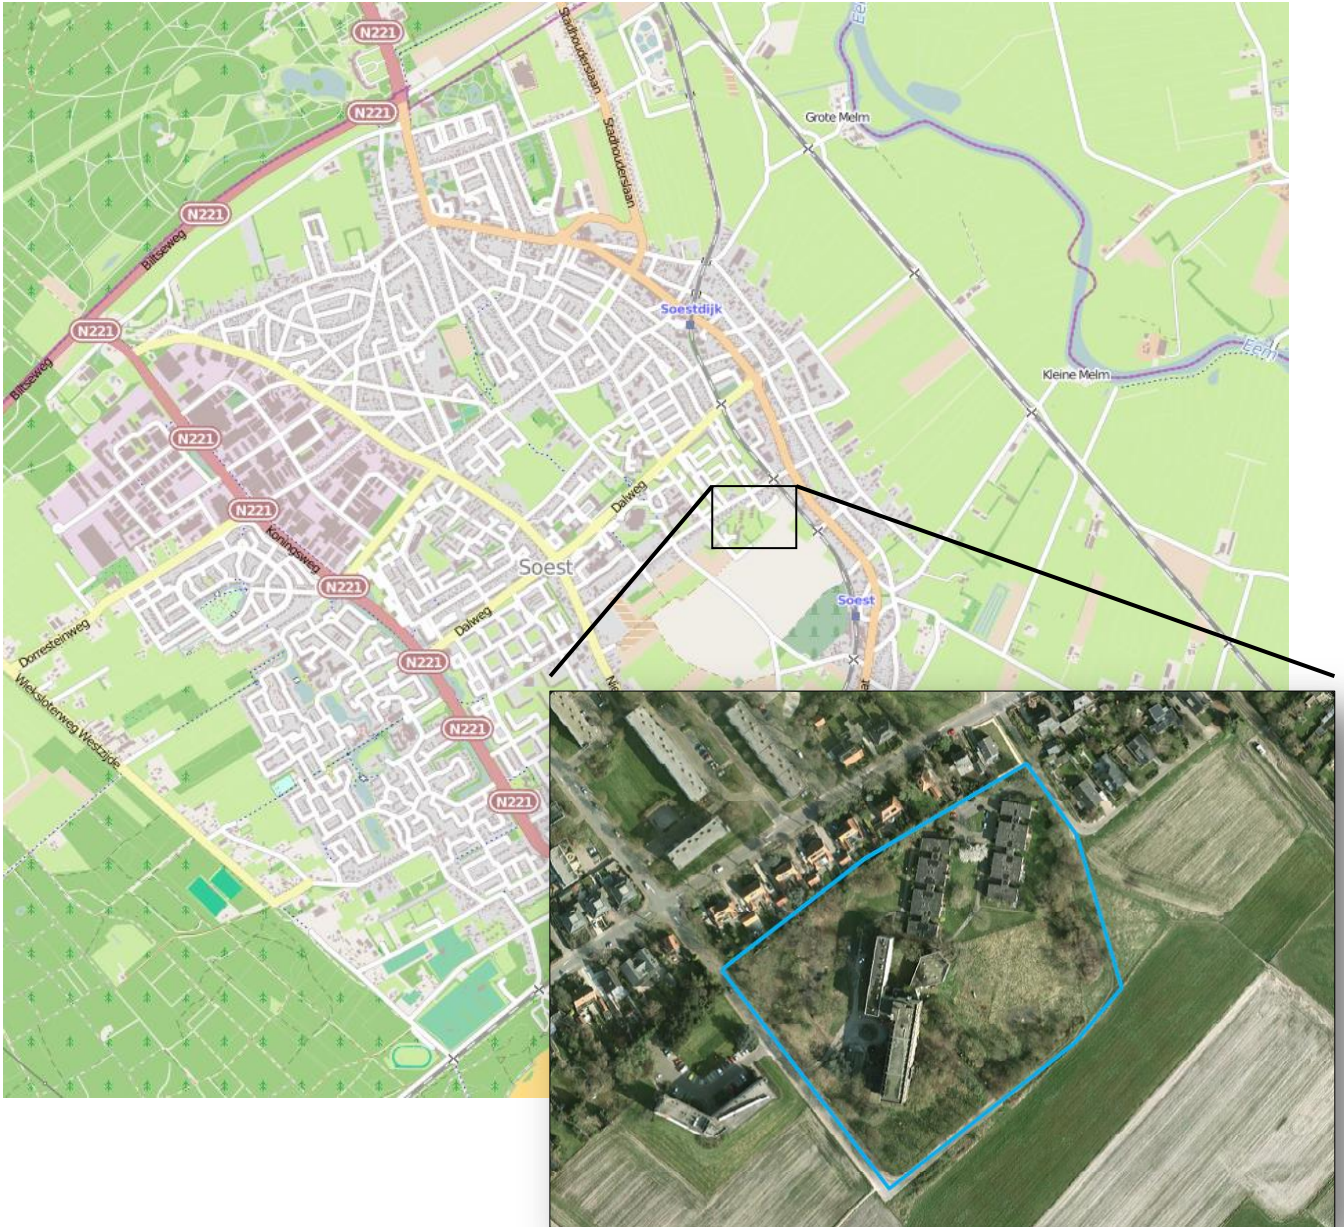 N221
Stadhouderslaan
Eem
N221
Grote Melm
Stadhouderslaan
N221
Biltseweg
Soestdijk
N221
Eem
Biltseweg
Kleine Melm
N221
Dalweg
N221
Koningsweg
Soest
N221
Soest
Dalweg
Dorresteinweg
N221
Wieksloterweg Westzijde
N221
N221